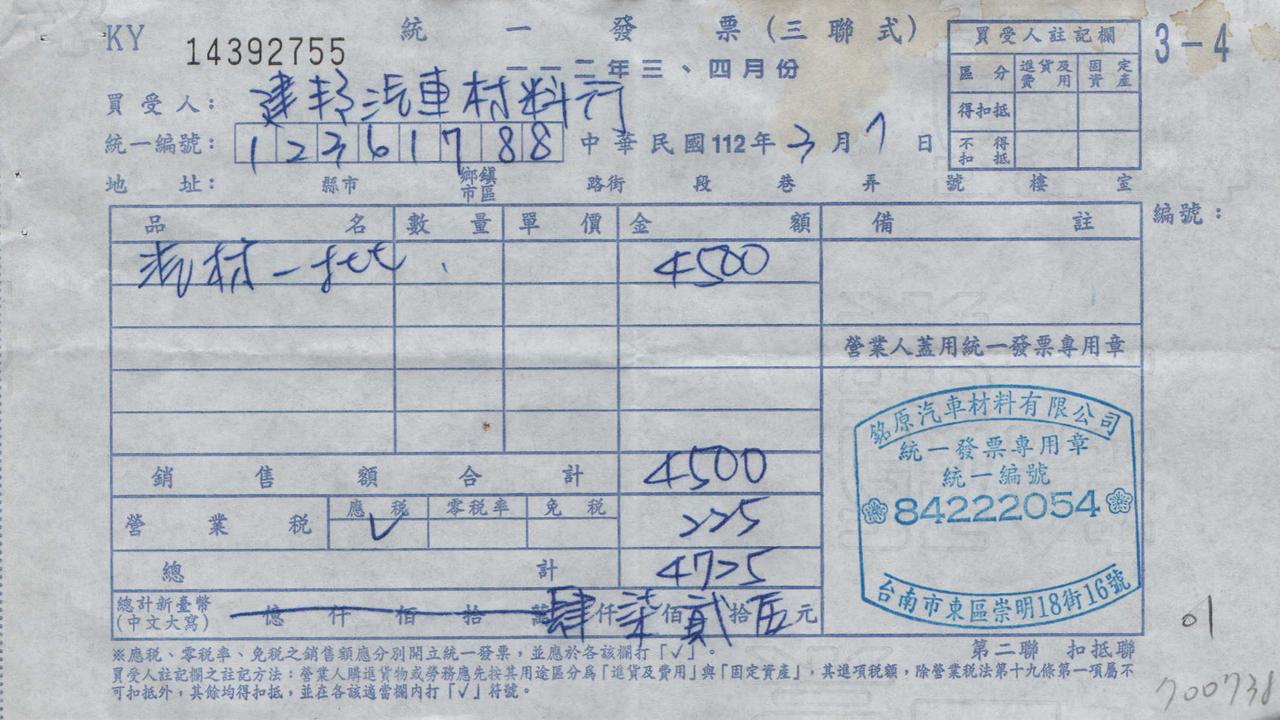 KY 14392755 統一發票(三聯式) 3-4
一一二年三、四月份
買受人: 建邦汽車材料行
統一編號: 12361788 中華民國112年3月7日
地址: 縣市 鄉鎮市區 路街 段 巷 弄 號 樓 室
買受人註記欄
區分 進貨及費用 固定資產
得扣抵
不得扣抵
編號:
品名 數量 單價 金額 備註
汽材一批 4500
營業人蓋用統一發票專用章
銘原汽車材料有限公司
統一發票專用章
統一編號
84222054
台南市東區崇明18街16號
銷售額合計 4500
營業稅 應稅 零稅率 免稅 225
V
總計 4725
總計新臺幣(中文大寫) 億仟佰拾萬肆仟柒佰貳拾伍元
01
第二聯 扣抵聯
※應稅、零稅率、免稅之銷售額應分別開立統一發票,並應於各該欄打「√」。
買受人註記欄之註記方法:營業人購進貨物或勞務應先按其用途區分為「進貨及費用」與「固定資產」,其進項稅額,除營業稅法第十九條第一項屬不
可扣抵外,其餘均得扣抵,並在各該適當欄內打「√」符號。
700738